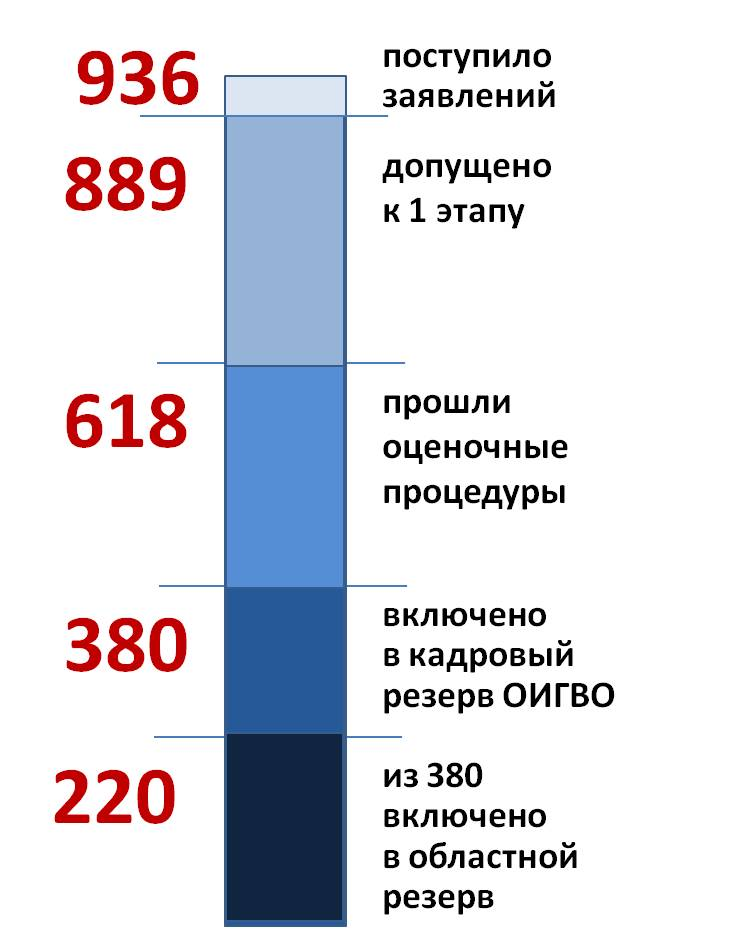 936
поступило
заявлений
889
допущено
к 1 этапу
618
прошли
оценочные
процедуры
380
включено
в кадровый
резерв ОИГВО
220
из 380
включено
в областной
резерв